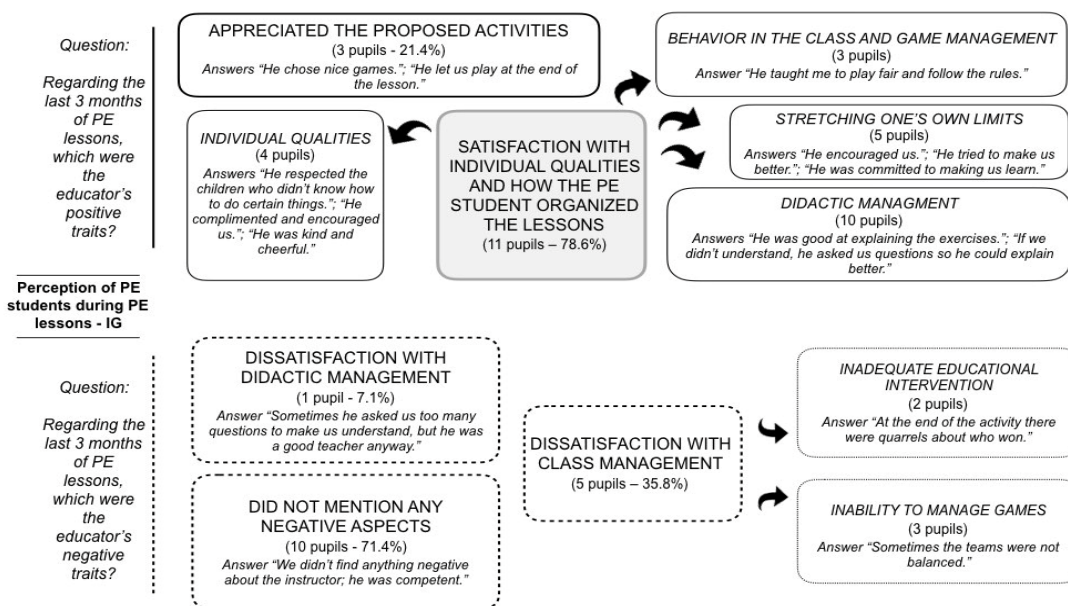 Question:
Regarding the
last 3 months
of PE
lessons,
which were
the
educator's
positive
traits?
APPRECIATED THE PROPOSED ACTIVITIES
(3 pupils - 21.4%)
Answers “He chose nice games.”; “He let us play at the end of
the lesson.”
INDIVIDUAL QUALITIES
(4 pupils)
Answers “He respected the
children who didn’t know how
to do certain things.”; “He
complimented and encouraged
us.”; “He was kind and
cheerful.”
SATISFACTION WITH
INDIVIDUAL QUALITIES
AND HOW THE PE
STUDENT ORGANIZED
THE LESSONS
(11 pupils – 78.6%)
BEHAVIOR IN THE CLASS AND GAME MANAGEMENT
(3 pupils)
Answer “He taught me to play fair and follow the rules.”
STRETCHING ONE’S OWN LIMITS
(5 pupils)
Answers “He encouraged us.”; “He tried to make us
better.”; “He was committed to making us learn.”
DIDACTIC MANAGMENT
(10 pupils)
Answers “He was good at explaining the exercises.”; “If we
didn’t understand, he asked us questions so he could explain
better.”
Perception of PE
students during PE
lessons - IG
Question:
Regarding the
last 3 months
of PE
lessons,
which were
the
educator’s
negative
traits?
DISSATISFACTION WITH
DIDACTIC MANAGEMENT
(1 pupil - 7.1%)
Answer “Sometimes he asked us too many
questions to make us understand, but he was
a good teacher anyway.”
DID NOT MENTION ANY
NEGATIVE ASPECTS
(10 pupils - 71.4%)
Answer “We didn’t find anything negative
about the instructor; he was competent.”
DISSATISFACTION WITH
CLASS MANAGEMENT
(5 pupils – 35.8%)
INADEQUATE EDUCATIONAL
INTERVENTION
(2 pupils)
Answer “At the end of the activity there
were quarrels about who won.”
INABILITY TO MANAGE GAMES
(3 pupils)
Answer “Sometimes the teams were not
balanced.”